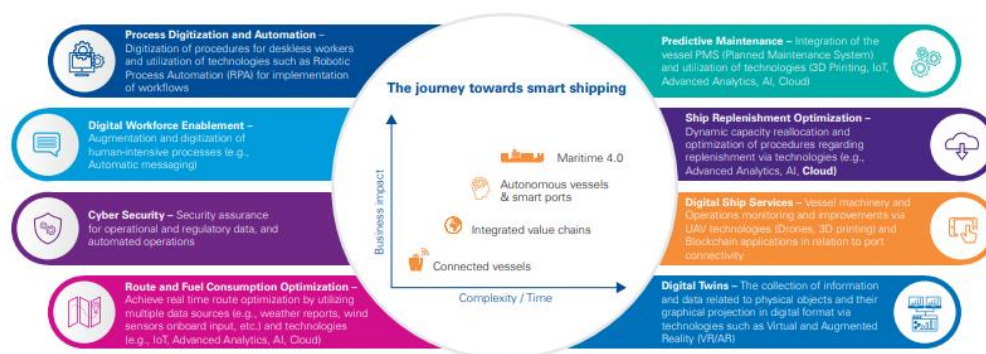 Process Digitization and Automation –
Digitization of procedures for deskless workers
and utilization of technologies such as Robotic
Process Automation (RPA) for implementation
of workflows
Digital Workforce Enablement –
Augmentation and digitization of
human-intensive processes (e.g.,
Automatic messaging)
Cyber Security – Security assurance
for operational and regulatory data, and
automated operations
Route and Fuel Consumption Optimization –
Achieve real time route optimization by utilizing
multiple data sources (e.g., weather reports, wind
sensors onboard input, etc.) and technologies
(e.g., IoT, Advanced Analytics, AI, Cloud)
The journey towards smart shipping
Business impact
Maritime 4.0
Autonomous vessels
& smart ports
Integrated value chains
Connected vessels
Complexity / Time
Predictive Maintenance – Integration of the
vessel PMS (Planned Maintenance System)
and utilization of technologies (3D Printing, IoT,
Advanced Analytics, AI, Cloud)
Ship Replenishment Optimization –
Dynamic capacity reallocation and
optimization of procedures regarding
replenishment via technologies (e.g.,
Advanced Analytics, AI, Cloud)
Digital Ship Services – Vessel machinery and
Operations monitoring and improvements via
UAV technologies (Drones, 3D printing) and
Blockchain applications in relation to port
connectivity
Digital Twins – The collection of information
and data related to physical objects and their
graphical projection in digital format via
technologies such as Virtual and Augmented
Reality (VR/AR)